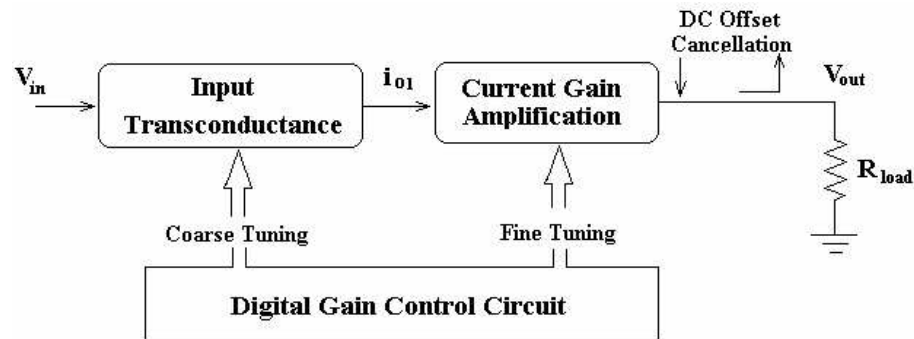 DC Offset
Cancellation
V_in
Input
Transconductance
i_o1
Current Gain
Amplification
V_out
R_load
Coarse Tuning
Fine Tuning
Digital Gain Control Circuit